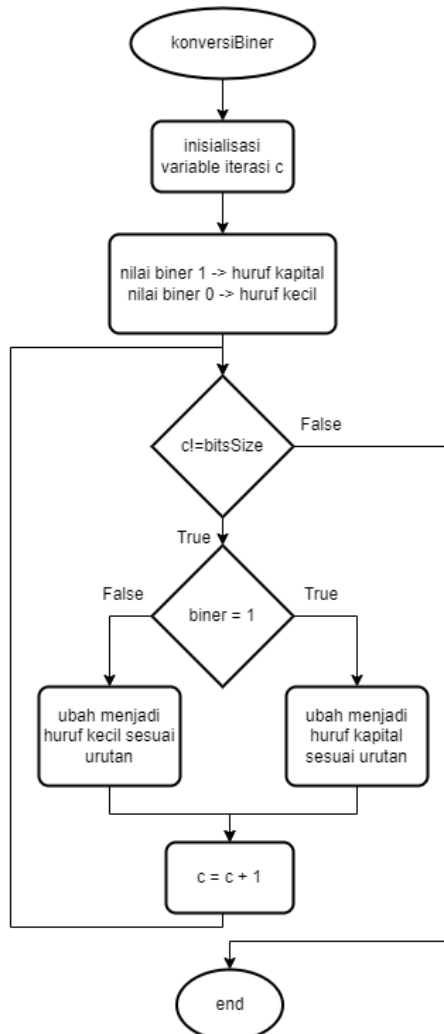 konversiBiner
inisialisasi
variable iterasi c
nilai biner 1 -> huruf kapital
nilai biner 0 -> huruf kecil
c!=bitsSize
False
True
biner = 1
False
True
ubah menjadi
huruf kecil sesuai
urutan
ubah menjadi
huruf kapital
sesuai urutan
c = c + 1
end